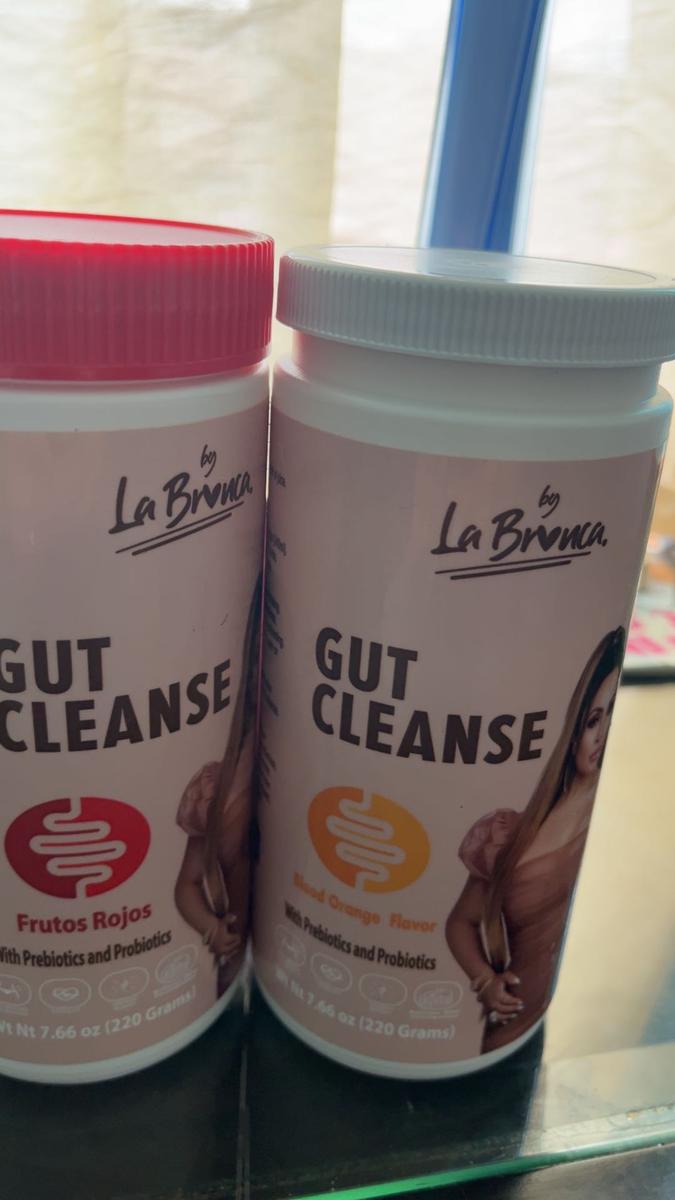 by
La Bronca.
GUT
CLEANSE
Frutos Rojos
With Prebiotics and Probiotics
Wt Nt 7.66 oz (220 Grams)
by
La Bronca.
GUT
CLEANSE
Blood Orange Flavor
With Prebiotics and Probiotics
Wt Nt 7.66 oz (220 Grams)